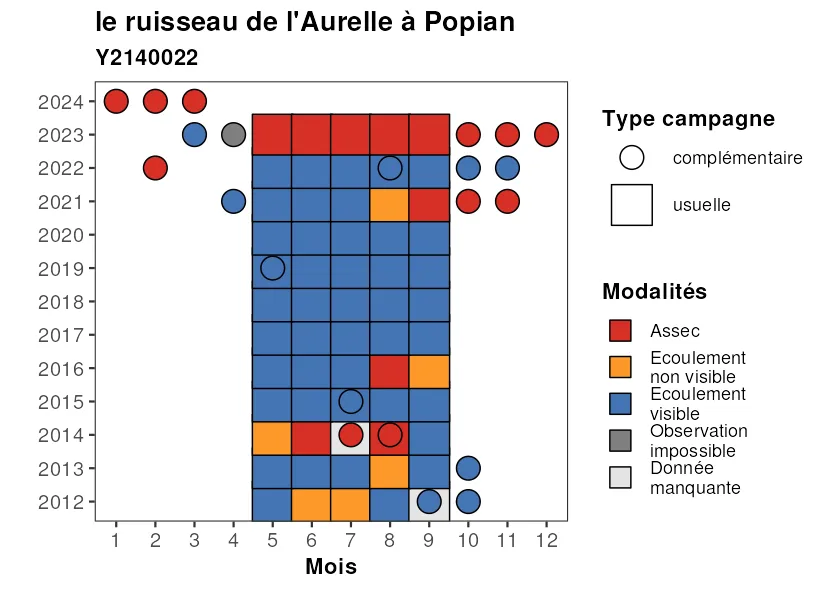 le ruisseau de l'Aurelle à Popian
Y2140022
2024
2023
2022
2021
2020
2019
2018
2017
2016
2015
2014
2013
2012
1 2 3 4 5 6 7 8 9 10 11 12
Mois
Type campagne
complémentaire
usuelle
Modalités
Assec
Ecoulement
non visible
Ecoulement
visible
Observation
impossible
Donnée
manquante